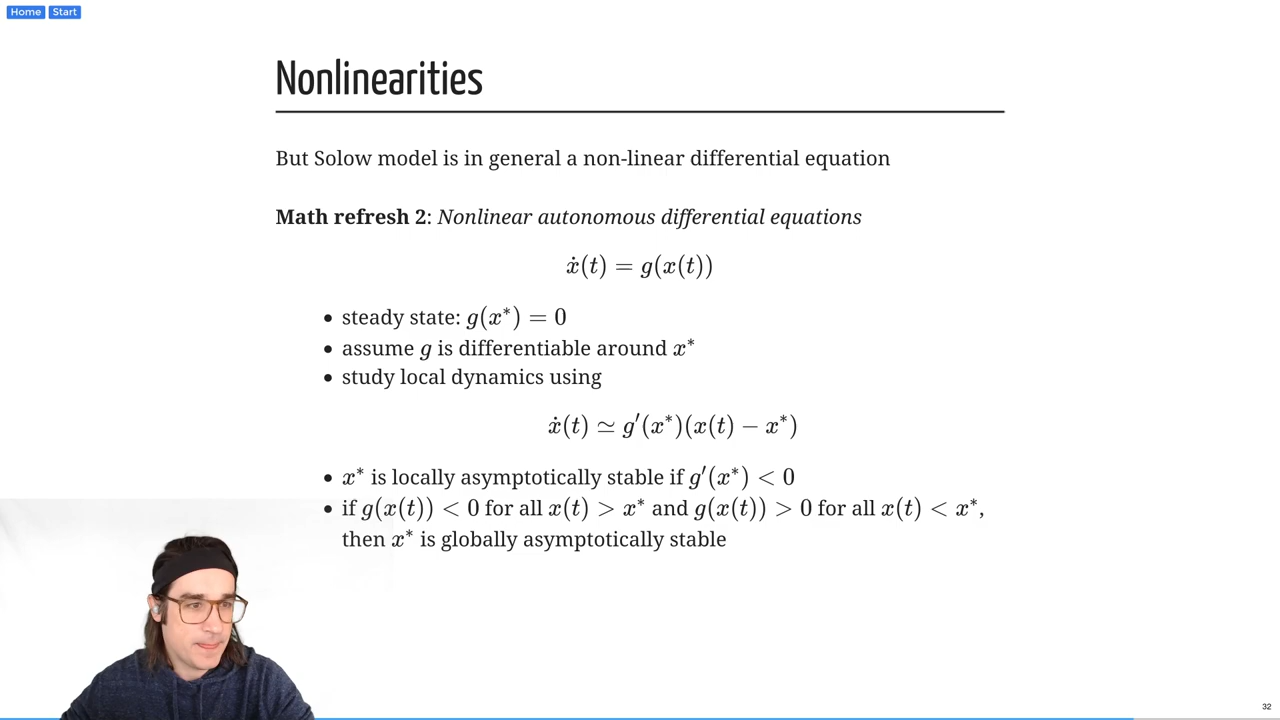 Home Start
Nonlinearities
But Solow model is in general a non-linear differential equation
Math refresh 2: Nonlinear autonomous differential equations
ẋ(t) = g(x(t))
• steady state: g(x*) = 0
• assume g is differentiable around x*
• study local dynamics using
ẋ(t) ≃ g′(x*)(x(t) − x*)
• x* is locally asymptotically stable if g′(x*) < 0
• if g(x(t)) < 0 for all x(t) > x* and g(x(t)) > 0 for all x(t) < x*,
then x* is globally asymptotically stable
32